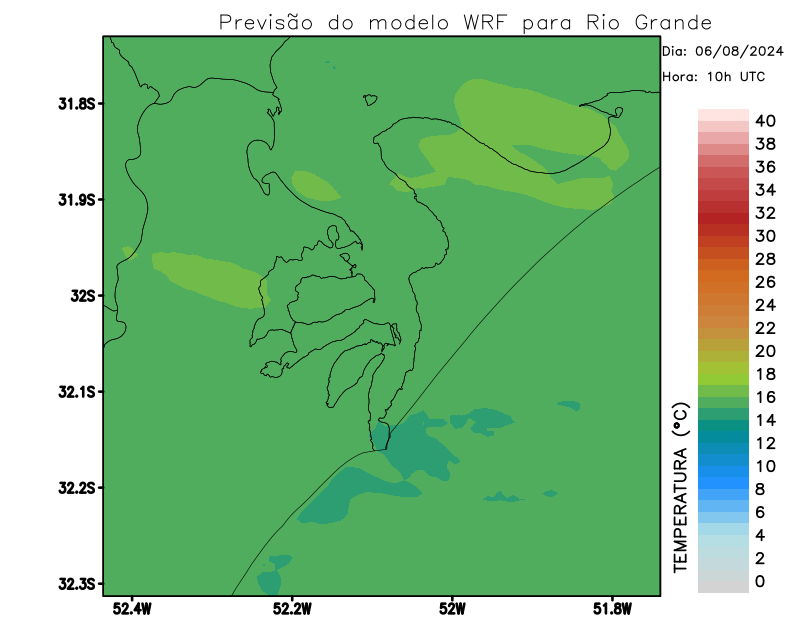 Previsão do modelo WRF para Rio Grande
Dia: 06/08/2024
Hora: 10h UTC
31.8S
31.9S
32S
32.1S
32.2S
32.3S
52.4W
52.2W
52W
51.8W
TEMPERATURA (°C)
40
38
36
34
32
30
28
26
24
22
20
18
16
14
12
10
8
6
4
2
0